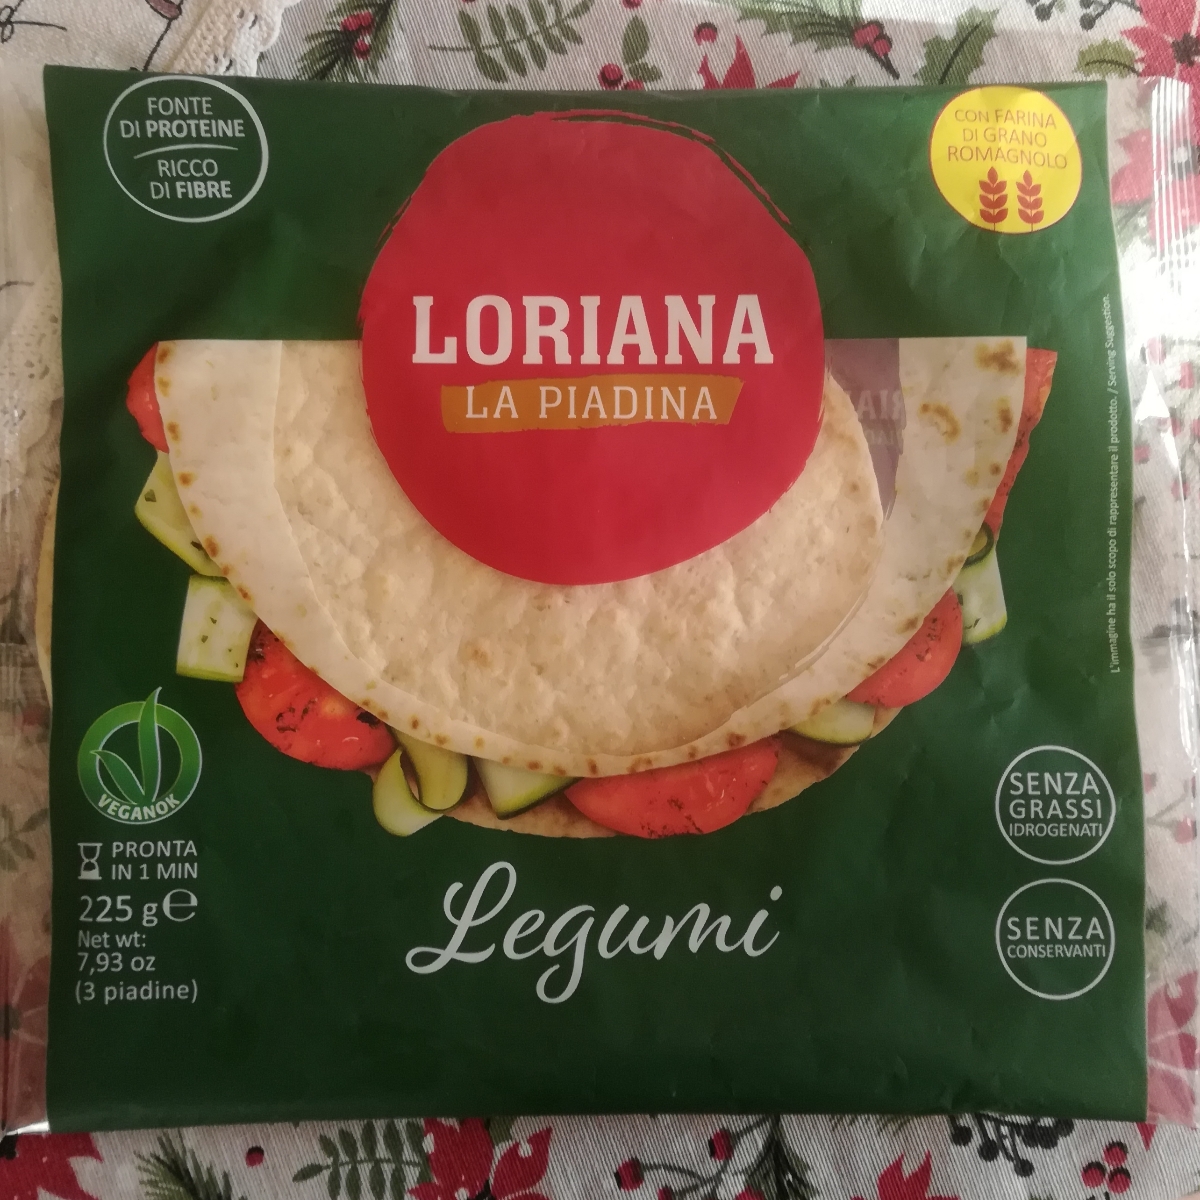 FONTE
DI PROTEINE
RICCO
DI FIBRE
CON FARINA
DI GRANO
ROMAGNOLO
LORIANA
LA PIADINA
L'immagine ha il solo scopo di rappresentare il prodotto. / Serving Suggestion.
VEGANOK
PRONTA
IN 1 MIN
225 g e
Net wt:
7,93 oz
(3 piadine)
Legumi
SENZA
GRASSI
IDROGENATI
SENZA
CONSERVANTI